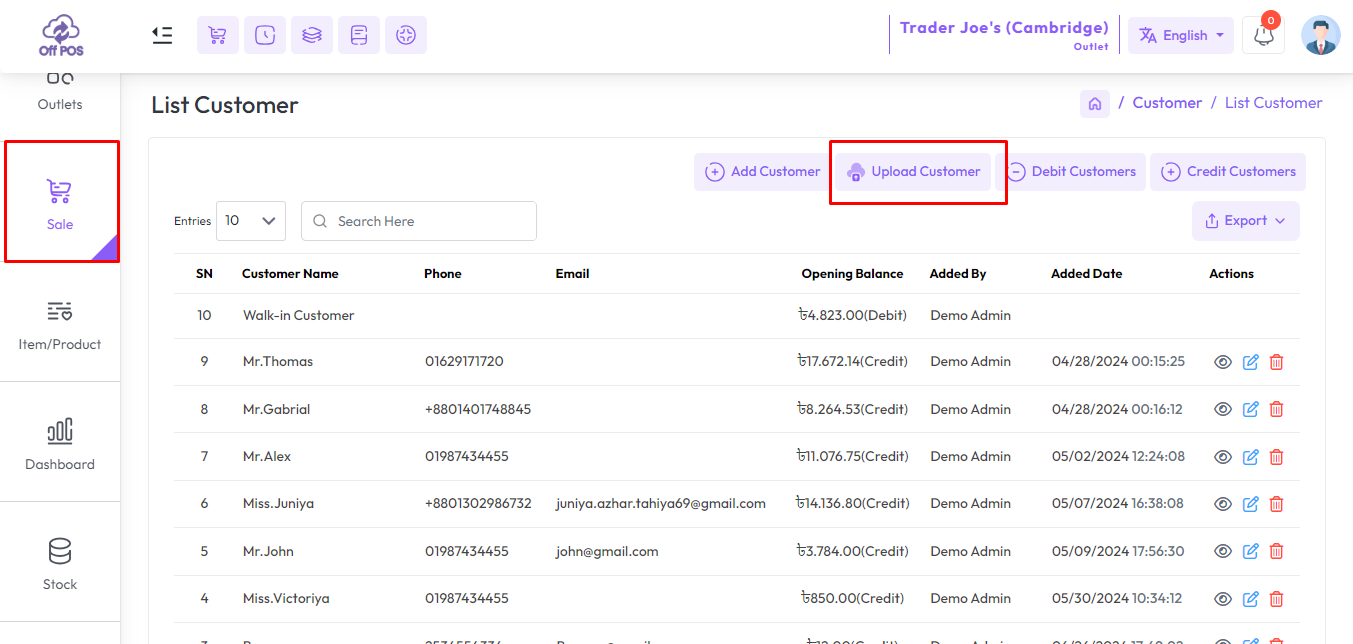 Off POS
Trader Joe's (Cambridge)
Outlet
English
0
Outlets
Sale
Item/Product
Dashboard
Stock
List Customer
/ Customer / List Customer
Add Customer
Upload Customer
Debit Customers
Credit Customers
Entries 10 Search Here
Export
SN Customer Name Phone Email Opening Balance Added By Added Date Actions
10 Walk-in Customer ৳4.823.00(Debit) Demo Admin
9 Mr.Thomas 01629171720 ৳17.672.14(Credit) Demo Admin 04/28/2024 00:15:25
8 Mr.Gabrial +8801401748845 ৳8.264.53(Credit) Demo Admin 04/28/2024 00:16:12
7 Mr.Alex 01987434455 ৳11.076.75(Credit) Demo Admin 05/02/2024 12:24:08
6 Miss.Juniya +8801302986732 juniya.azhar.tahiya69@gmail.com ৳14.136.80(Credit) Demo Admin 05/07/2024 16:38:08
5 Mr.John 01987434455 john@gmail.com ৳3.784.00(Credit) Demo Admin 05/09/2024 17:56:30
4 Miss.Victoriya 01987434455 ৳850.00(Credit) Demo Admin 05/30/2024 10:34:12